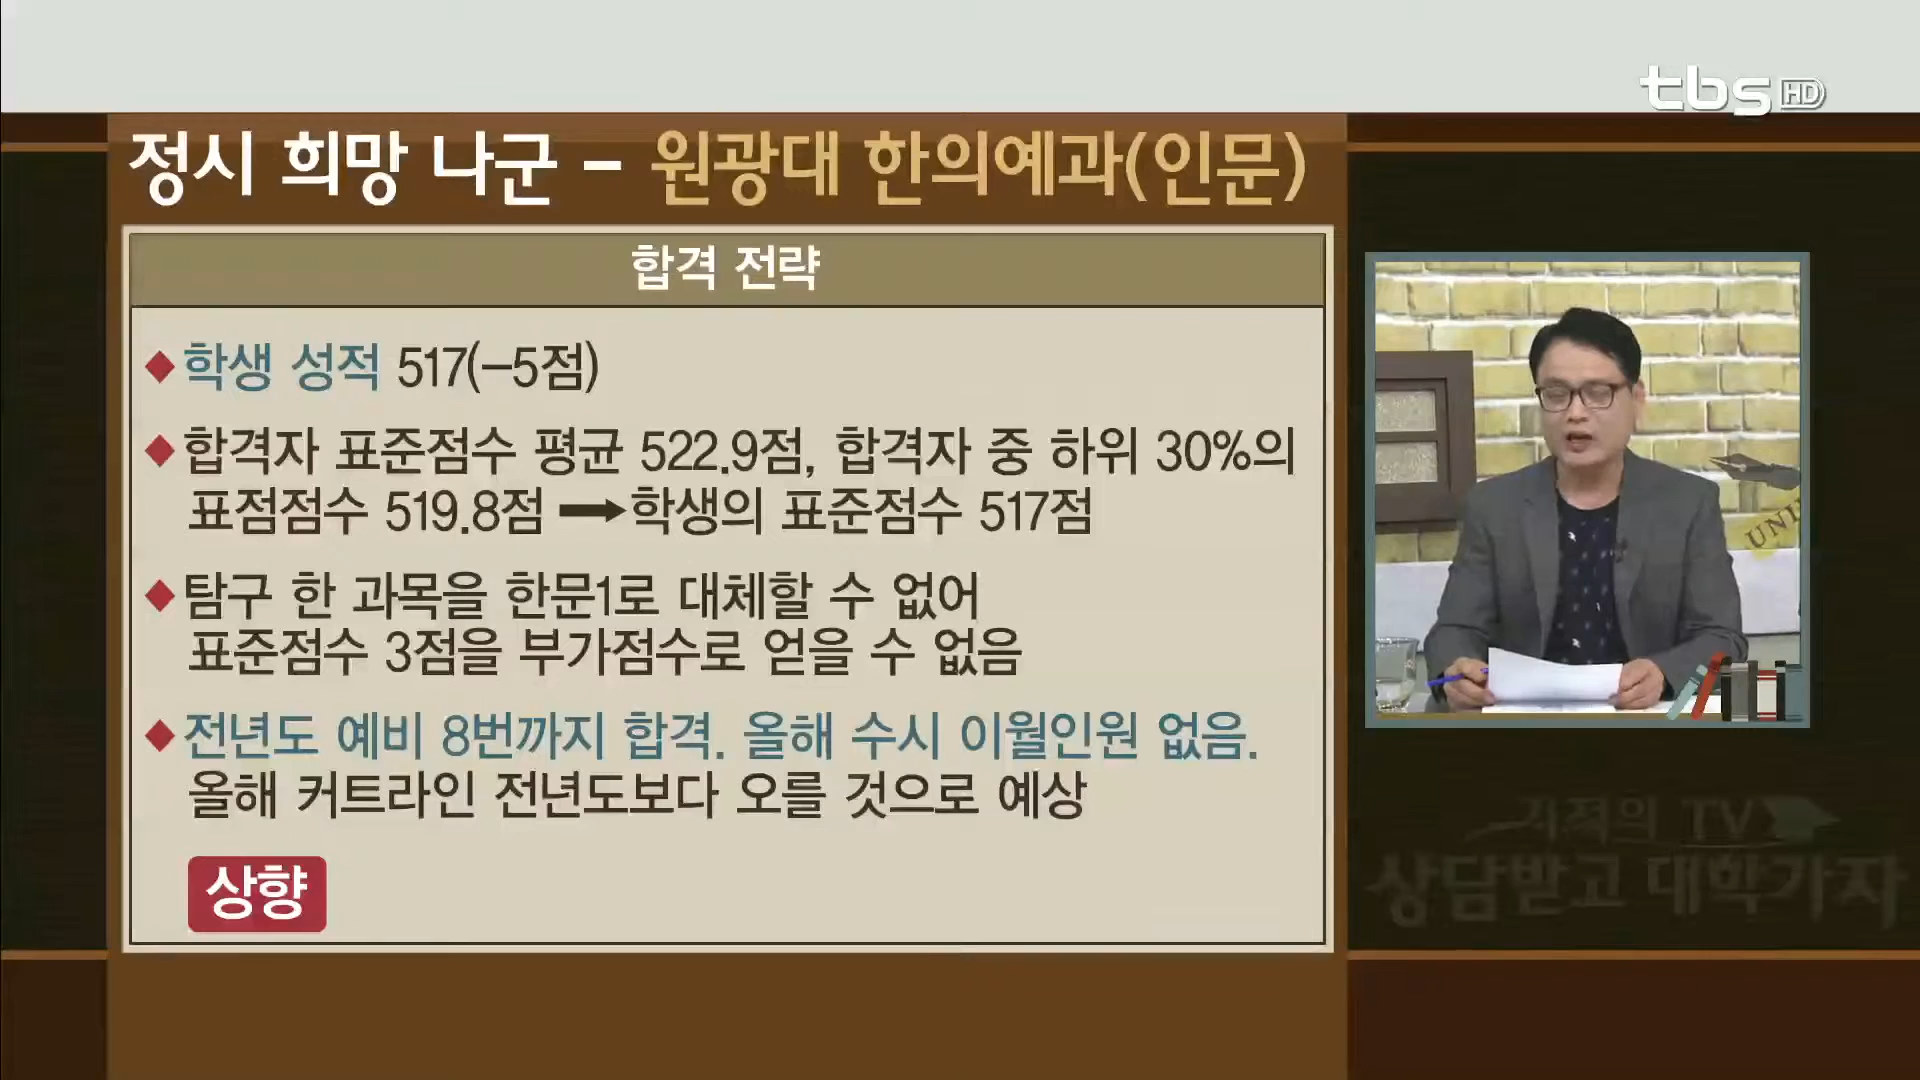 tbs HD
정시 희망 나군 - 원광대 한의예과(인문)
합격 전략
◆학생 성적 517(-5점)
◆합격자 표준점수 평균 522.9점, 합격자 중 하위 30%의
표점점수 519.8점 ➡학생의 표준점수 517점
◆탐구 한 과목을 한문1로 대체할 수 없어
표준점수 3점을 부가점수로 얻을 수 없음
◆전년도 예비 8번까지 합격. 올해 수시 이월인원 없음.
올해 커트라인 전년도보다 오를 것으로 예상
상향
UNI
기적의 TV
상담받고 대학가자